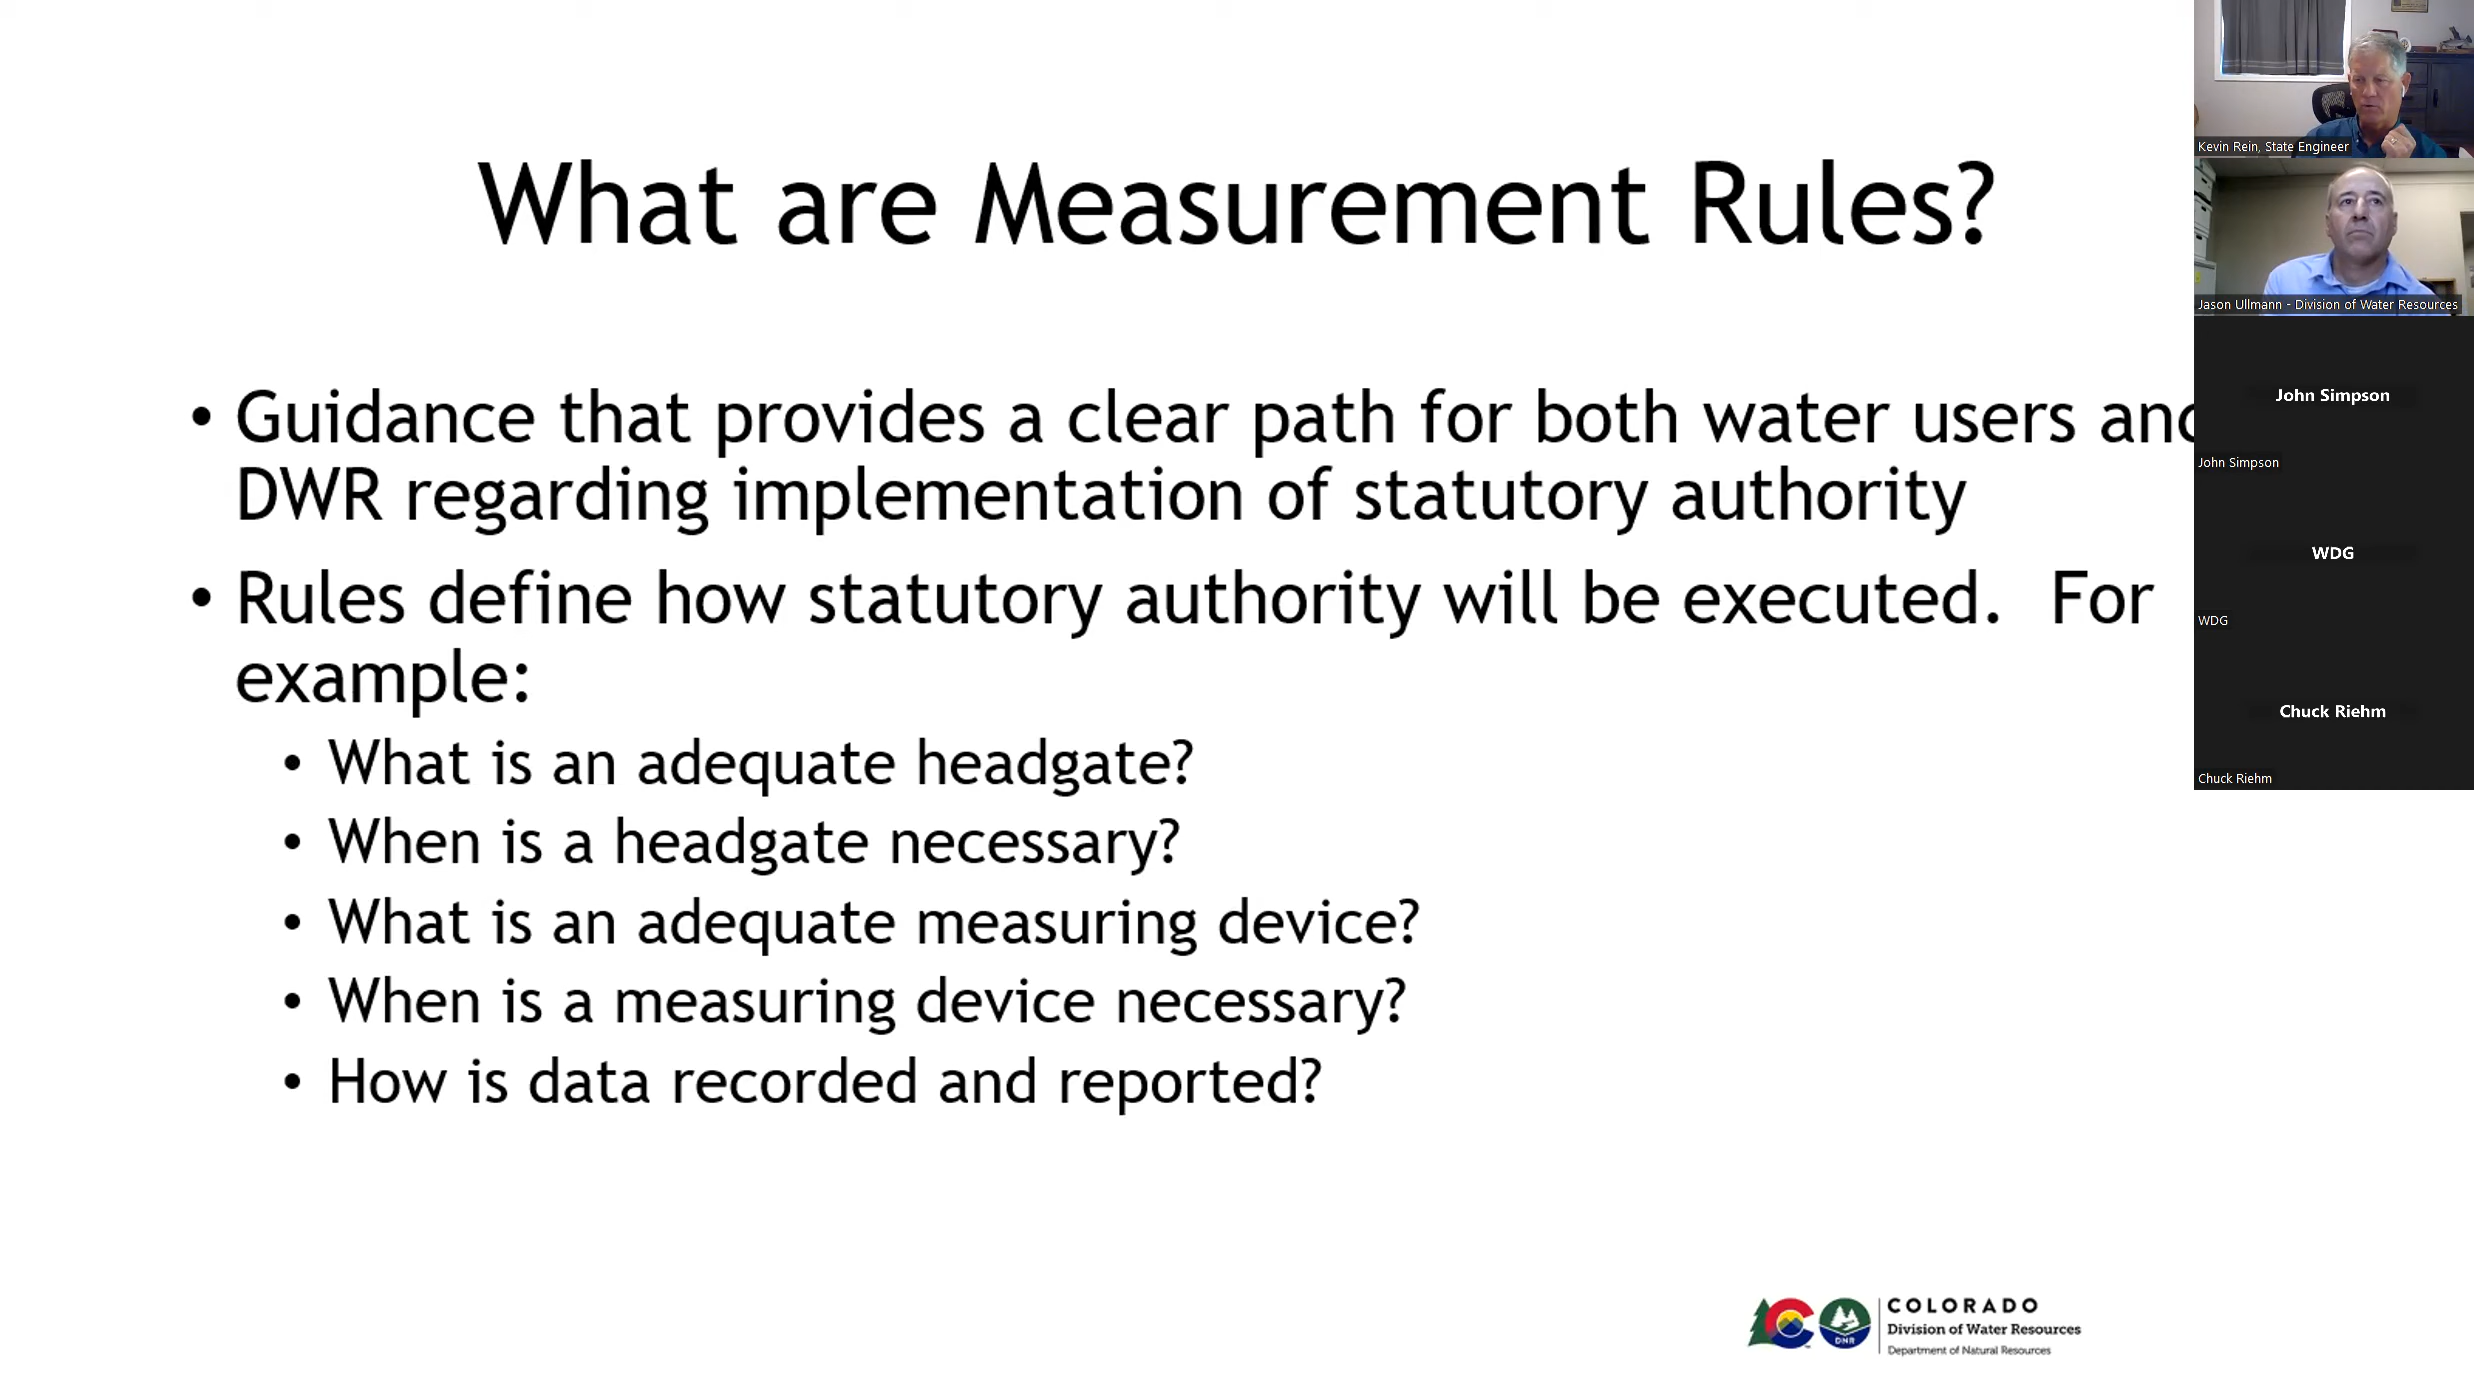 What are Measurement Rules?
• Guidance that provides a clear path for both water users and
DWR regarding implementation of statutory authority
• Rules define how statutory authority will be executed.  For
example:
• What is an adequate headgate?
• When is a headgate necessary?
• What is an adequate measuring device?
• When is a measuring device necessary?
• How is data recorded and reported?
Kevin Rein, State Engineer
Jason Ullmann - Division of Water Resources
John Simpson
John Simpson
WDG
WDG
Chuck Riehm
Chuck Riehm
DNR
COLORADO
Division of Water Resources
Department of Natural Resources